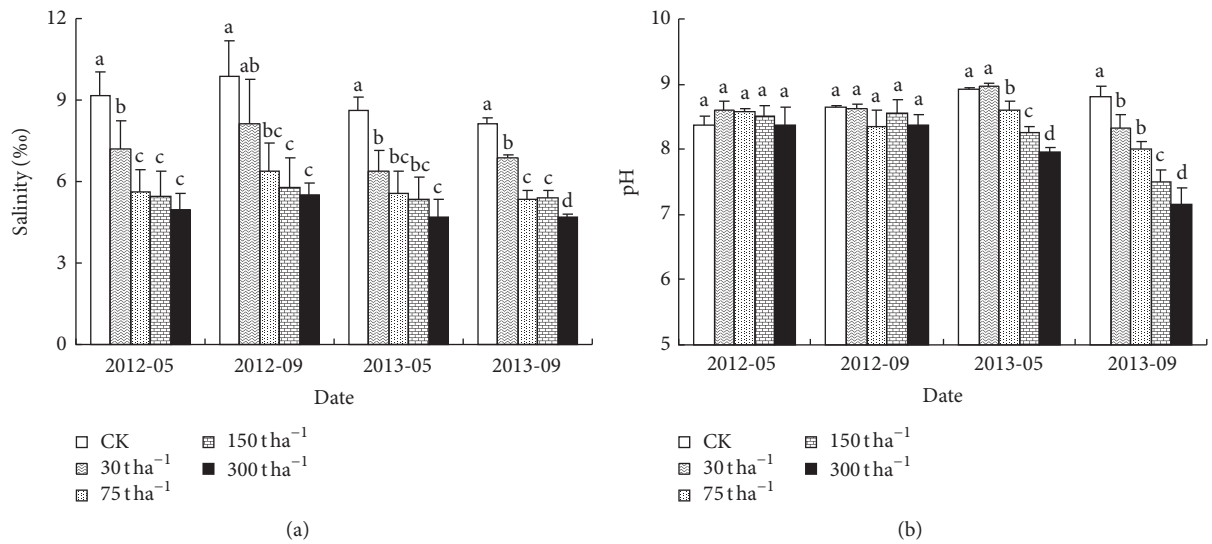 12
9
6
3
0
Salinity (‰)
a
b
c
c
c
a
ab
bc
c
c
a
b
bc
bc
c
a
b
c
c
d
2012-05 2012-09 2013-05 2013-09
Date
CK
30 t ha⁻¹
75 t ha⁻¹
150 t ha⁻¹
300 t ha⁻¹
(a)
10
9
8
7
6
5
pH
a
a
a
a
a
a
a
a
a
a
a
a
b
c
d
a
b
b
c
d
2012-05 2012-09 2013-05 2013-09
Date
CK
30 t ha⁻¹
75 t ha⁻¹
150 t ha⁻¹
300 t ha⁻¹
(b)